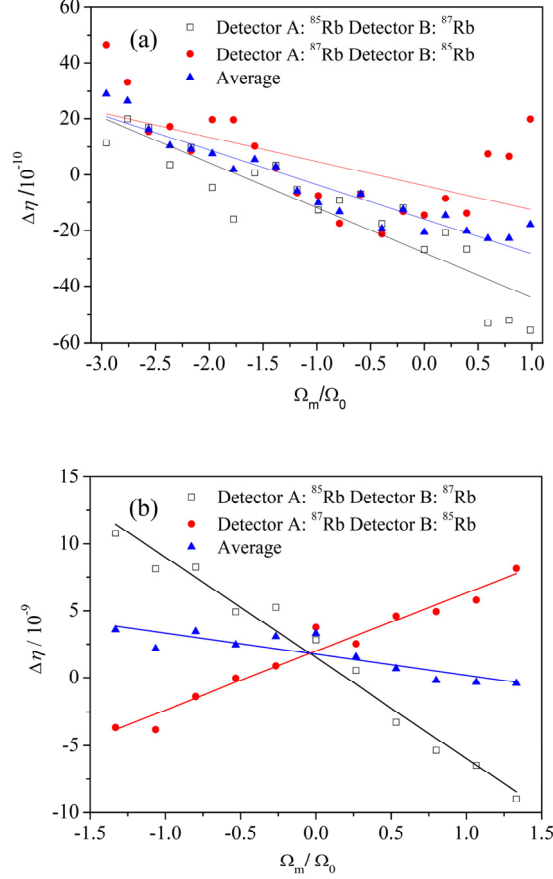 60
(a)
Detector A: ⁸⁵Rb Detector B: ⁸⁷Rb
Detector A: ⁸⁷Rb Detector B: ⁸⁵Rb
Average
40
20
0
-20
-40
-60
Δη /10⁻¹⁰
-3.0 -2.5 -2.0 -1.5 -1.0 -0.5 0.0 0.5 1.0
Ωₘ/Ω₀
15
(b)
Detector A: ⁸⁵Rb Detector B: ⁸⁷Rb
Detector A: ⁸⁷Rb Detector B: ⁸⁵Rb
Average
10
5
0
-5
-10
Δη / 10⁻⁹
-1.5 -1.0 -0.5 0.0 0.5 1.0 1.5
Ωₘ/ Ω₀